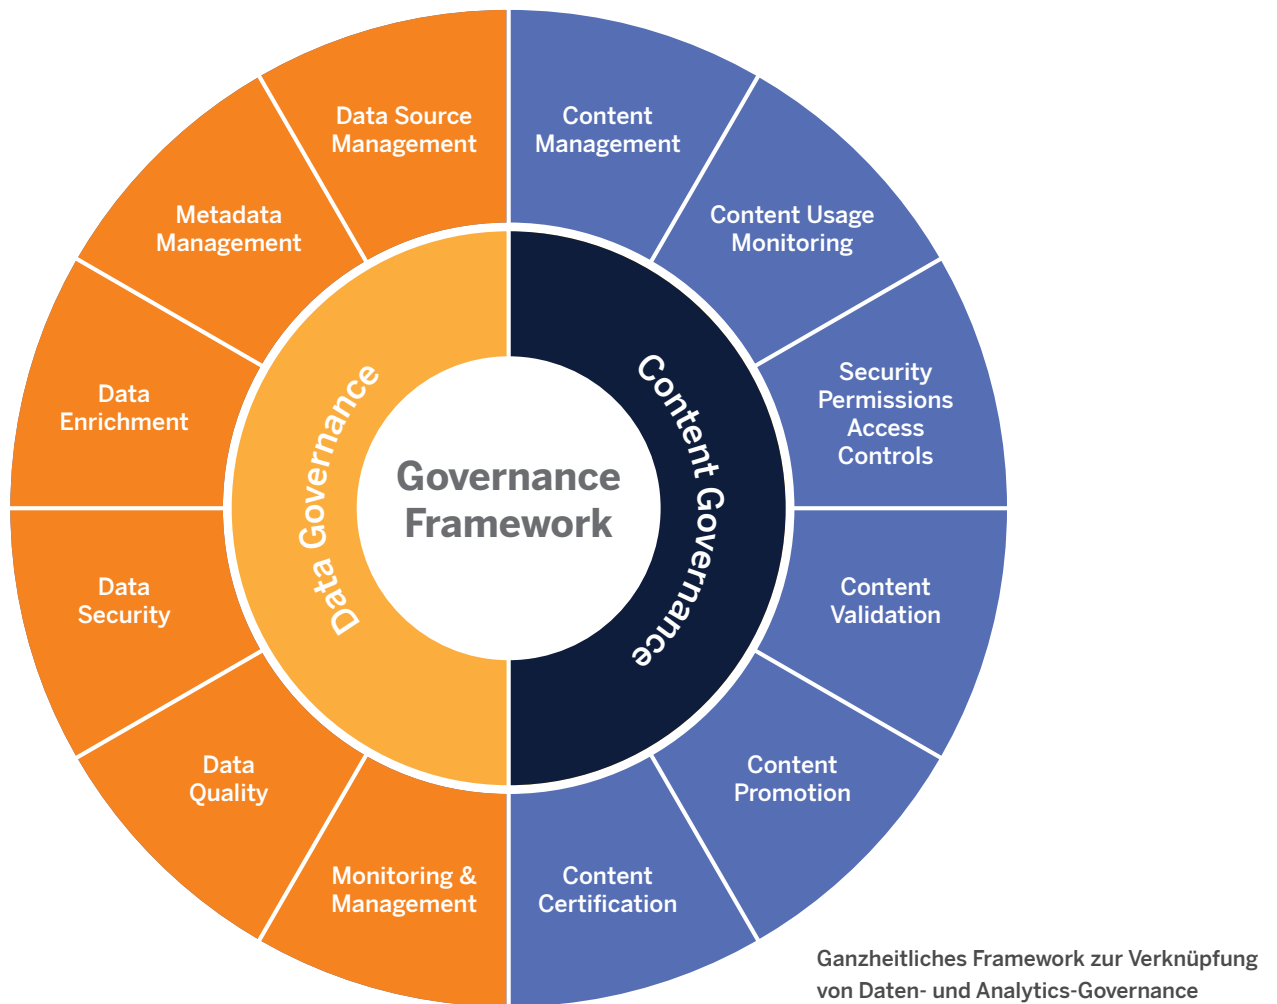 Data Source
Management
Content
Management
Metadata
Management
Content Usage
Monitoring
Data
Enrichment
Security
Permissions
Access
Controls
Data Governance
Governance
Framework
Content Governance
Data
Security
Content
Validation
Data
Quality
Content
Promotion
Monitoring &
Management
Content
Certification
Ganzheitliches Framework zur Verknüpfung
von Daten- und Analytics-Governance